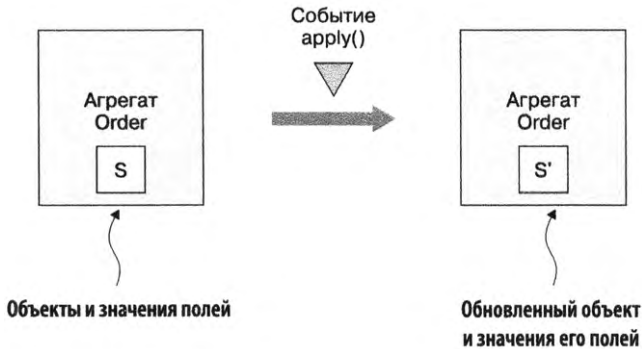 Событие
apply()
Агрегат
Order
S
Агрегат
Order
S'
Объекты и значения полей
Обновленный объект
и значения его полей